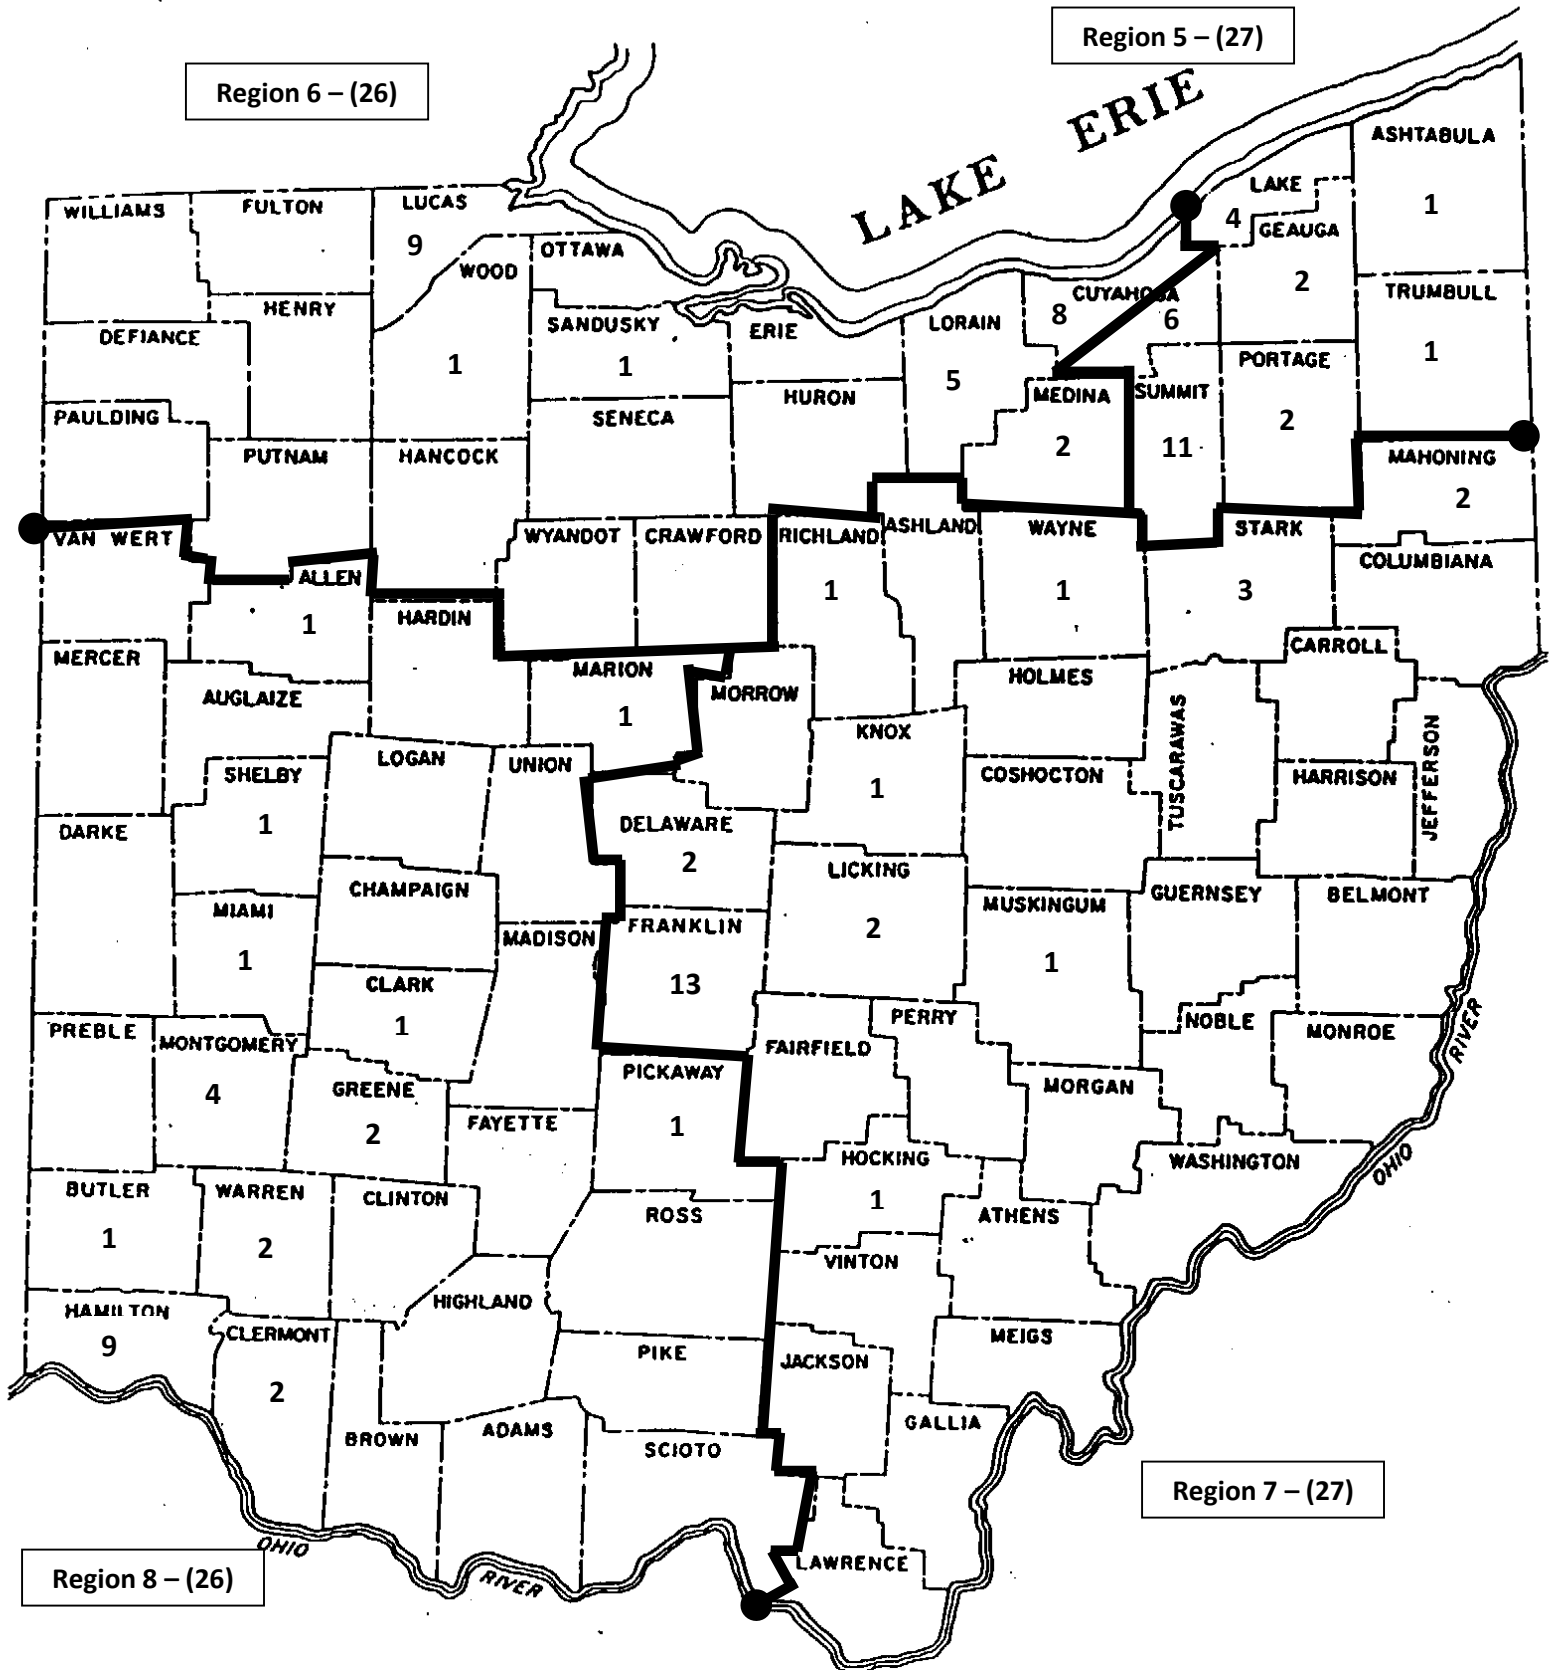 Region 5 – (27)
Region 6 – (26)
LAKE ERIE
ASHTABULA
1
LAKE
4
GEAUGA
2
WILLIAMS
FULTON
LUCAS
9
WOOD
1
OTTAWA
HENRY
DEFIANCE
SANDUSKY
1
ERIE
LORAIN
5
CUYAHOGA
8
6
TRUMBULL
1
PORTAGE
2
SUMMIT
11
MEDINA
2
HURON
SENECA
PAULDING
PUTNAM
HANCOCK
MAHONING
2
VAN WERT
WYANDOT
CRAWFORD
RICHLAND
1
ASHLAND
WAYNE
1
STARK
3
COLUMBIANA
ALLEN
1
HARDIN
MERCER
AUGLAIZE
MARION
1
MORROW
HOLMES
CARROLL
TUSCARAWAS
JEFFERSON
KNOX
1
LOGAN
UNION
SHELBY
1
COSHOCTON
HARRISON
DARKE
DELAWARE
2
LICKING
2
CHAMPAIGN
MIAMI
1
MUSKINGUM
1
GUERNSEY
BELMONT
MADISON
FRANKLIN
13
CLARK
1
PREBLE
MONTGOMERY
4
PERRY
NOBLE
MONROE
FAIRFIELD
PICKAWAY
1
MORGAN
GREENE
2
FAYETTE
HOCKING
1
WASHINGTON
OHIO RIVER
BUTLER
1
WARREN
2
CLINTON
ROSS
ATHENS
VINTON
HIGHLAND
HAMILTON
9
CLERMONT
2
MEIGS
PIKE
JACKSON
GALLIA
BROWN
ADAMS
SCIOTO
Region 7 – (27)
LAWRENCE
OHIO RIVER
Region 8 – (26)